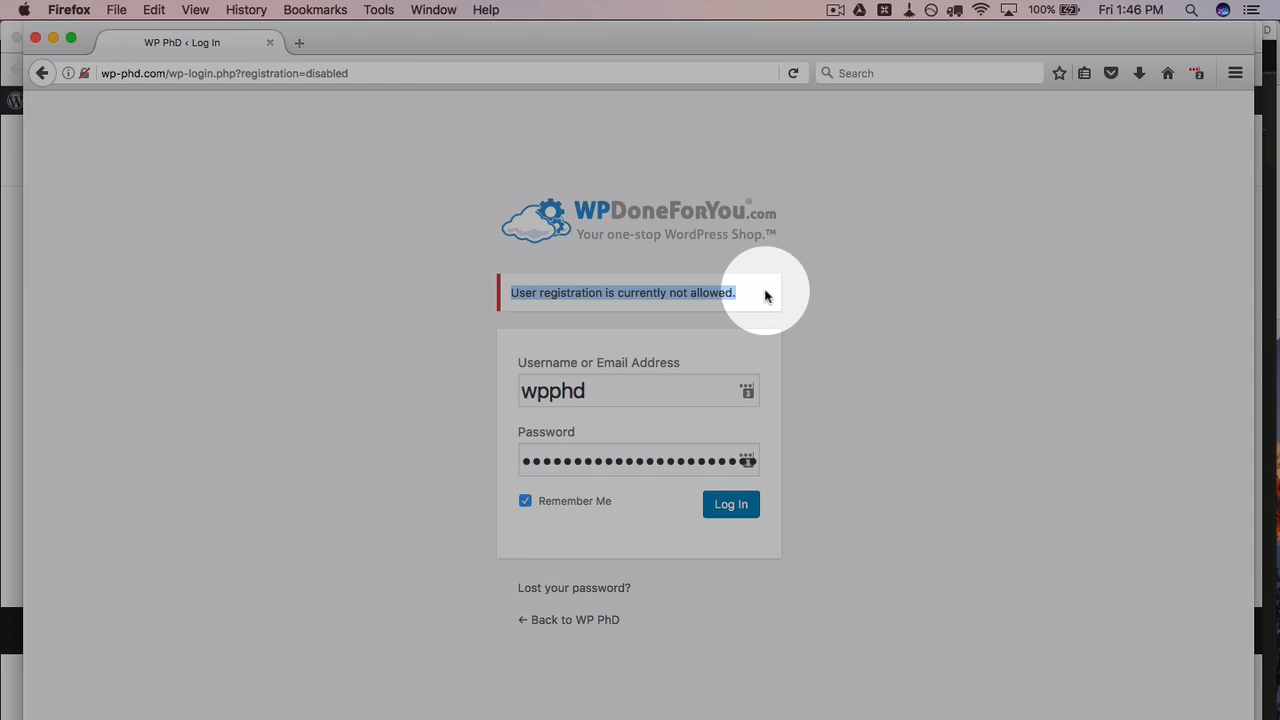 Firefox File Edit View History Bookmarks Tools Window Help 100% Fri 1:46 PM
WP PhD ‹ Log In
wp-phd.com/wp-login.php?registration=disabled
Search
2
WPDoneForYou®.com
Your one-stop WordPress Shop.™
User registration is currently not allowed.
Username or Email Address
wpphd
3
Password
3
Remember Me
Log In
Lost your password?
← Back to WP PhD